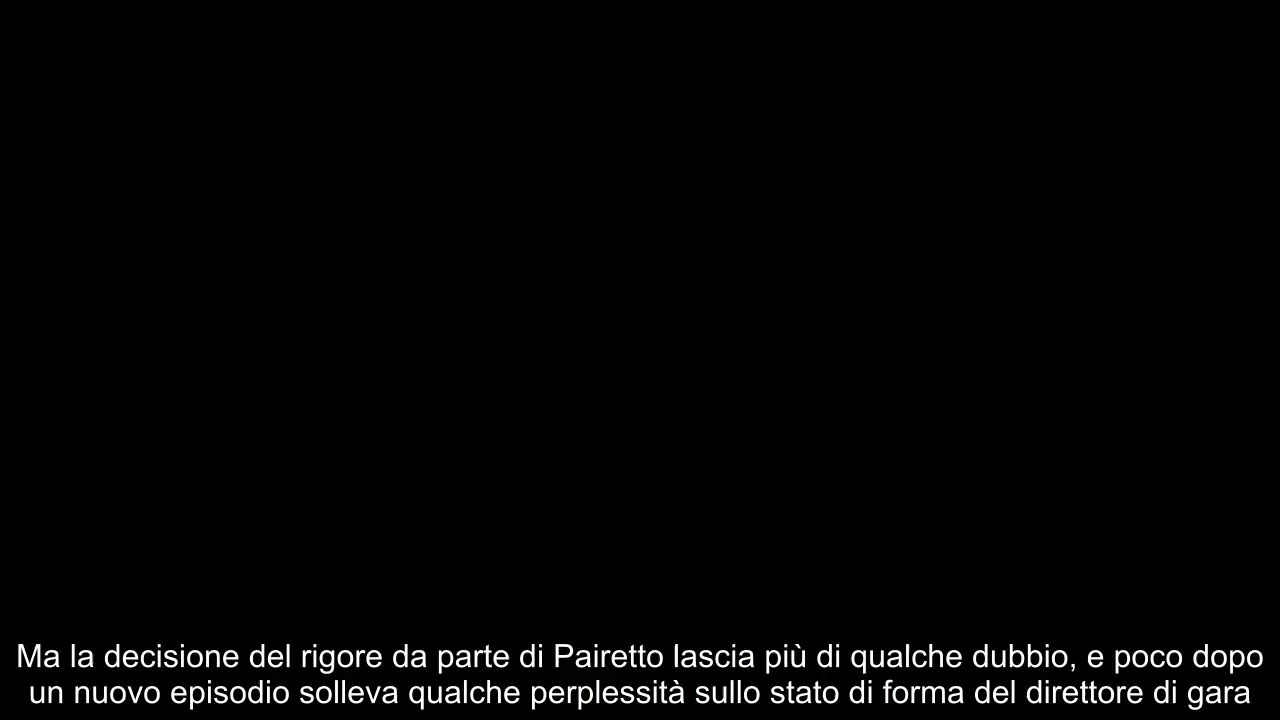 Ma la decisione del rigore da parte di Pairetto lascia più di qualche dubbio, e poco dopo
un nuovo episodio solleva qualche perplessità sullo stato di forma del direttore di gara